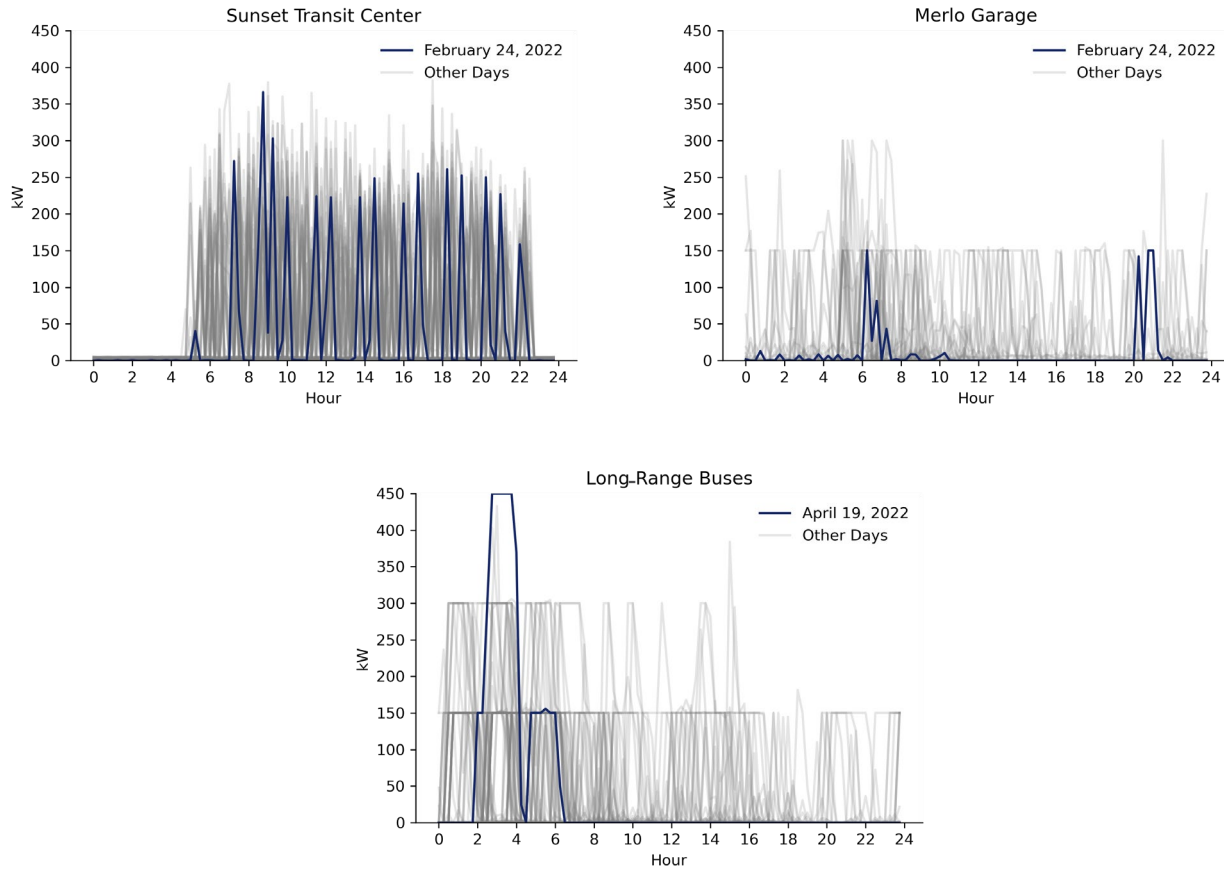 Sunset Transit Center
450
400
350
300
250
200
150
100
50
0
kW
February 24, 2022
Other Days
0 2 4 6 8 10 12 14 16 18 20 22 24
Hour
Merlo Garage
450
400
350
300
250
200
150
100
50
0
kW
February 24, 2022
Other Days
0 2 4 6 8 10 12 14 16 18 20 22 24
Hour
Long-Range Buses
450
400
350
300
250
200
150
100
50
0
kW
April 19, 2022
Other Days
0 2 4 6 8 10 12 14 16 18 20 22 24
Hour